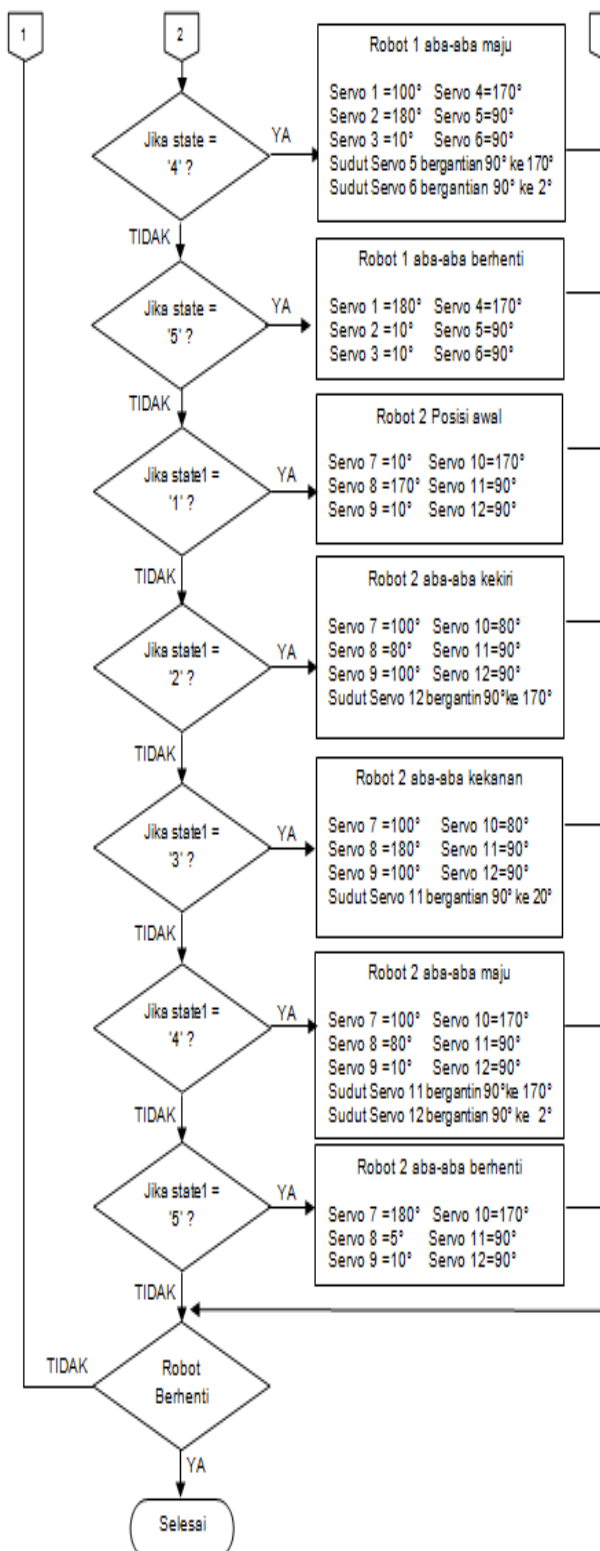 1
2
Jika state =
'4' ?
YA
TIDAK
Robot 1 aba-aba maju
Servo 1 =100° Servo 4=170°
Servo 2 =180° Servo 5=90°
Servo 3 =10° Servo 6=90°
Sudut Servo 5 bergantian 90° ke 170°
Sudut Servo 6 bergantian 90° ke 2°
Jika state =
'5' ?
YA
TIDAK
Robot 1 aba-aba berhenti
Servo 1 =180° Servo 4=170°
Servo 2 =10° Servo 5=90°
Servo 3 =10° Servo 6=90°
Jika state1 =
'1' ?
YA
TIDAK
Robot 2 Posisi awal
Servo 7 =10° Servo 10=170°
Servo 8 =170° Servo 11=90°
Servo 9 =10° Servo 12=90°
Jika state1 =
'2' ?
YA
TIDAK
Robot 2 aba-aba kekiri
Servo 7 =100° Servo 10=80°
Servo 8 =80° Servo 11=90°
Servo 9 =100° Servo 12=90°
Sudut Servo 12 bergantin 90°ke 170°
Jika state1 =
'3' ?
YA
TIDAK
Robot 2 aba-aba kekanan
Servo 7 =100° Servo 10=80°
Servo 8 =180° Servo 11=90°
Servo 9 =100° Servo 12=90°
Sudut Servo 11 bergantian 90° ke 20°
Jika state1 =
'4' ?
YA
TIDAK
Robot 2 aba-aba maju
Servo 7 =100° Servo 10=170°
Servo 8 =80° Servo 11=90°
Servo 9 =10° Servo 12=90°
Sudut Servo 11 bergantin 90°ke 170°
Sudut Servo 12 bergantian 90° ke 2°
Jika state1 =
'5' ?
YA
TIDAK
Robot 2 aba-aba berhenti
Servo 7 =180° Servo 10=170°
Servo 8 =5° Servo 11=90°
Servo 9 =10° Servo 12=90°
Robot
Berhenti
TIDAK
YA
Selesai